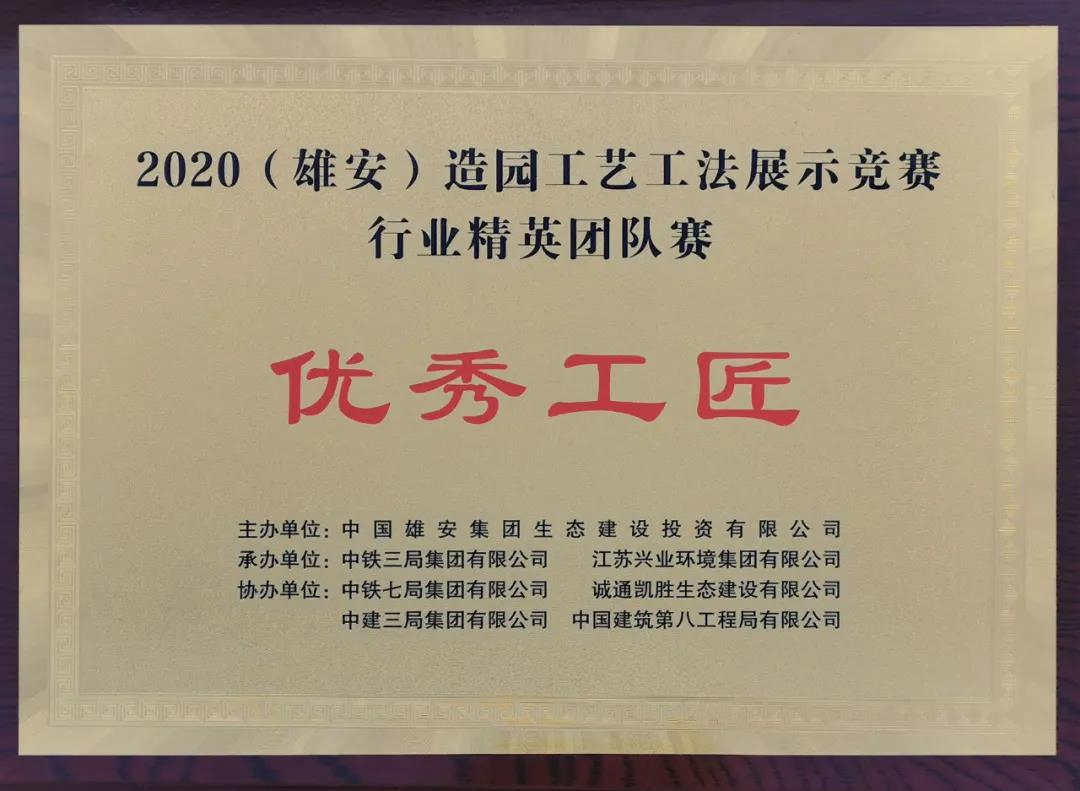 2020（雄安）造园工艺工法展示竞赛
行业精英团队赛
优秀工匠
主办单位：中国雄安集团生态建设投资有限公司
承办单位：中铁三局集团有限公司 江苏兴业环境集团有限公司
协办单位：中铁七局集团有限公司 诚通凯胜生态建设有限公司
中建三局集团有限公司 中国建筑第八工程局有限公司